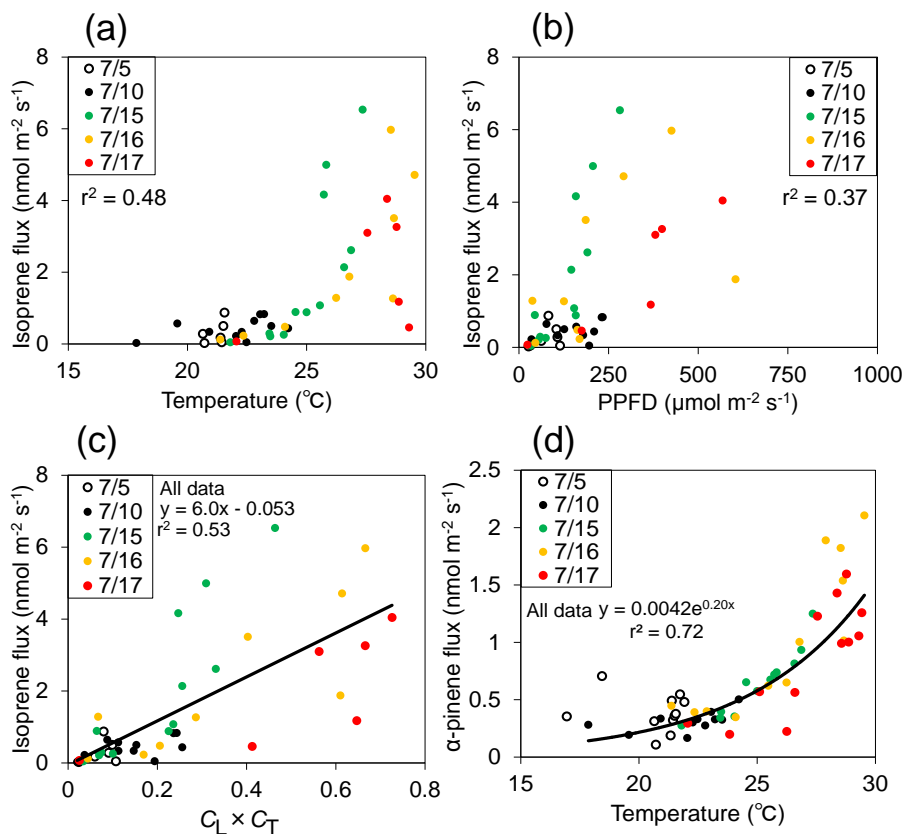 (a)
8
6
4
2
0
Isoprene flux (nmol m⁻² s⁻¹)
7/5
7/10
7/15
7/16
7/17
r² = 0.48
15 20 25 30
Temperature (℃)
(b)
8
6
4
2
0
Isoprene flux (nmol m⁻² s⁻¹)
7/5
7/10
7/15
7/16
7/17
r² = 0.37
0 250 500 750 1000
PPFD (μmol m⁻² s⁻¹)
(c)
8
6
4
2
0
Isoprene flux (nmol m⁻² s⁻¹)
7/5
7/10
7/15
7/16
7/17
All data
y = 6.0x - 0.053
r² = 0.53
0 0.2 0.4 0.6 0.8
C_L × C_T
(d)
2.5
2
1.5
1
0.5
0
α-pinene flux (nmol m⁻² s⁻¹)
7/5
7/10
7/15
7/16
7/17
All data y = 0.0042e^0.20x
r² = 0.72
15 20 25 30
Temperature (℃)